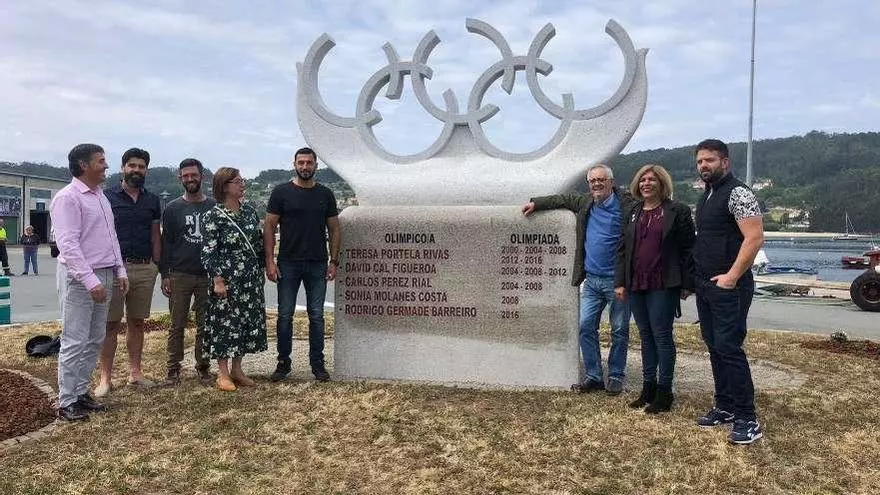 OLIMPICO/A OLIMPIADA
TERESA PORTELA RIVAS 2000 - 2004 - 2008
2012 - 2016
DAVID CAL FIGUEROA 2004 - 2008 - 2012
CARLOS PEREZ RIAL 2004 - 2008
SONIA MOLANES COSTA 2008
RODRIGO GERMADE BARREIRO 2016